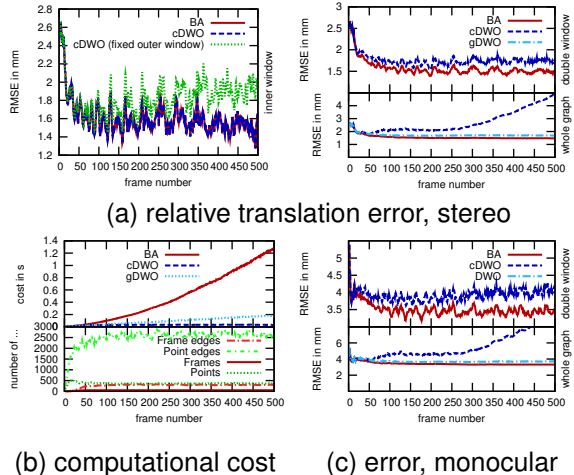 BA
cDWO
cDWO (fixed outer window)
2.8
2.6
2.4
2.2
2
1.8
1.6
1.4
1.2
RMSE in mm
inner window
0 50 100 150 200 250 300 350 400 450 500
frame number
BA
cDWO
gDWO
2.5
2
1.5
RMSE in mm
double window
4
3
2
1
RMSE in mm
whole graph
0 50 100 150 200 250 300 350 400 450 500
frame number
(a) relative translation error, stereo
BA
cDWO
gDWO
1.4
1.2
1
0.8
0.6
0.4
0.2
cost in s
3000
2500
2000
1500
1000
500
0
number of ...
Frame edges
Point edges
Frames
Points
0 50 100 150 200 250 300 350 400 450 500
frame number
BA
cDWO
DWO
5
4.5
4
3.5
RMSE in mm
double window
6
4
2
RMSE in mm
whole graph
0 50 100 150 200 250 300 350 400 450 500
frame number
(b) computational cost
(c) error, monocular